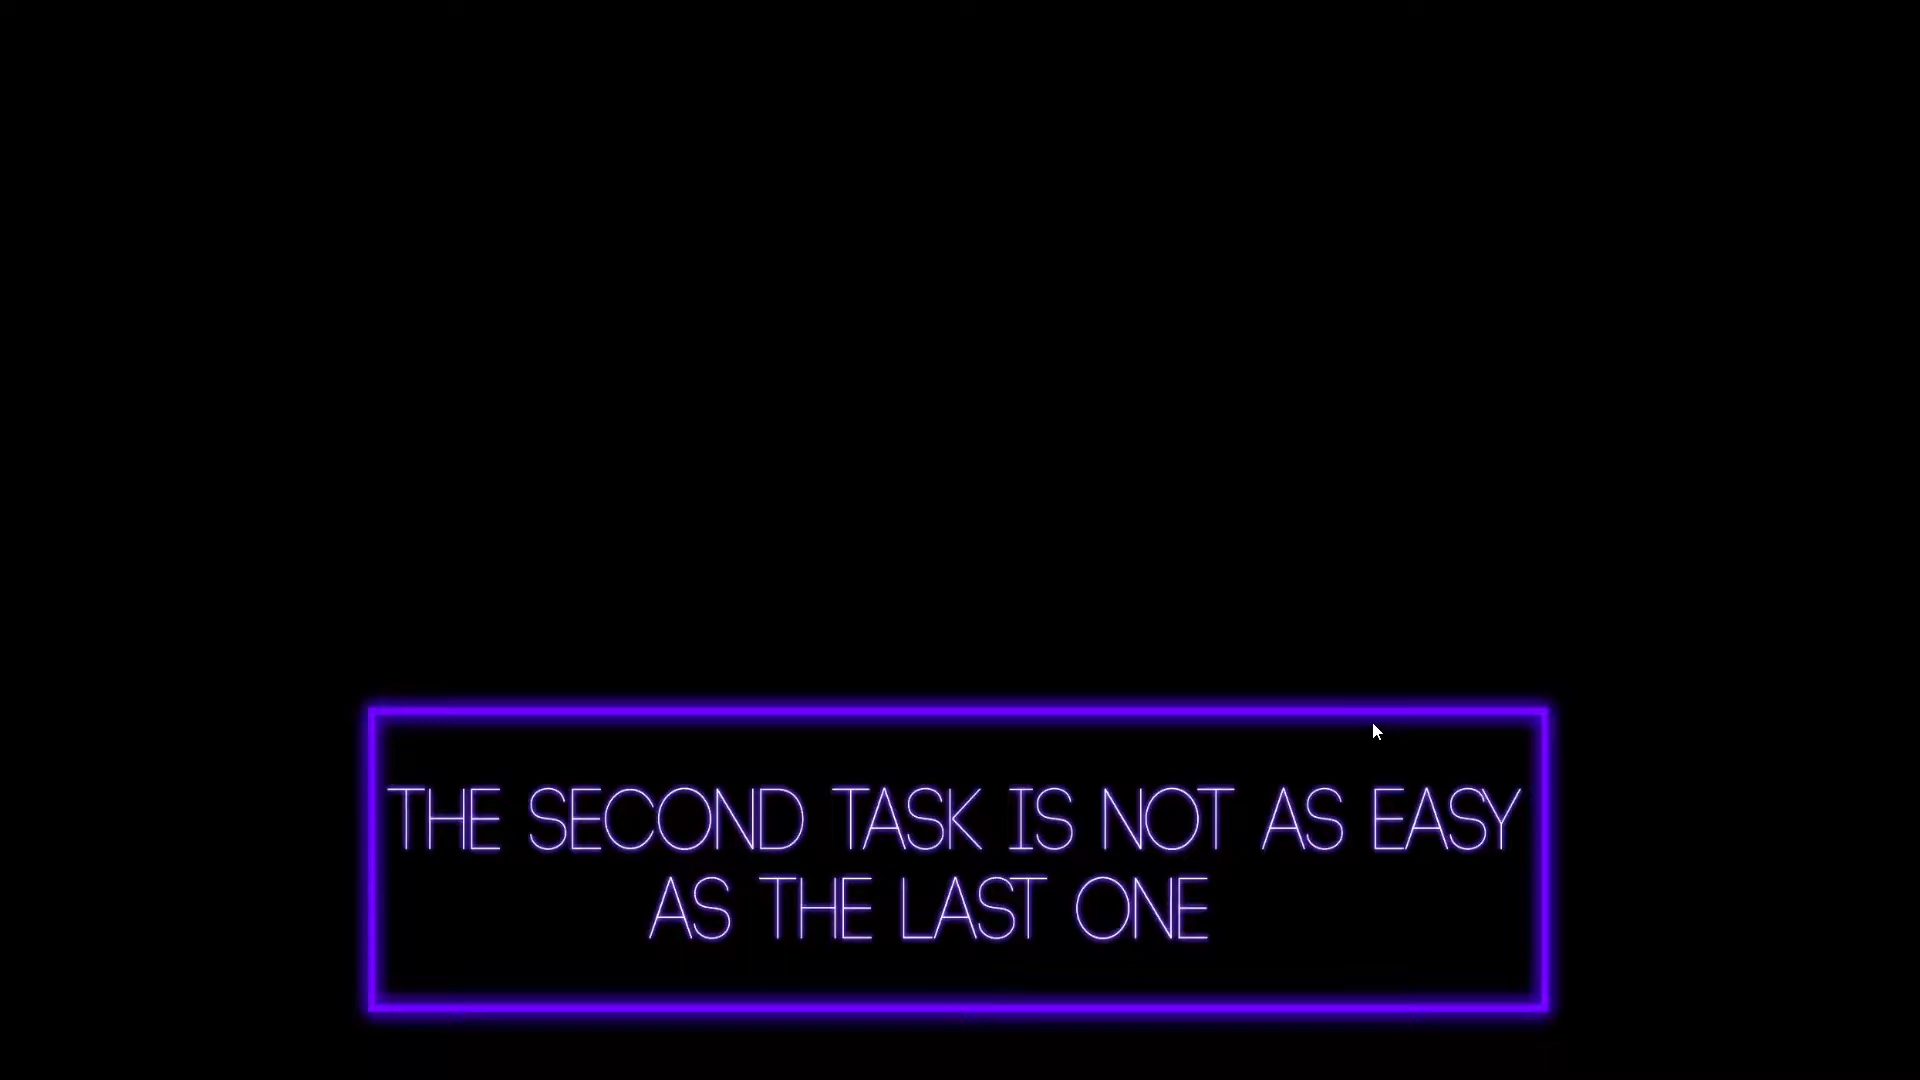 THE SECOND TASK IS NOT AS EASY
AS THE LAST ONE